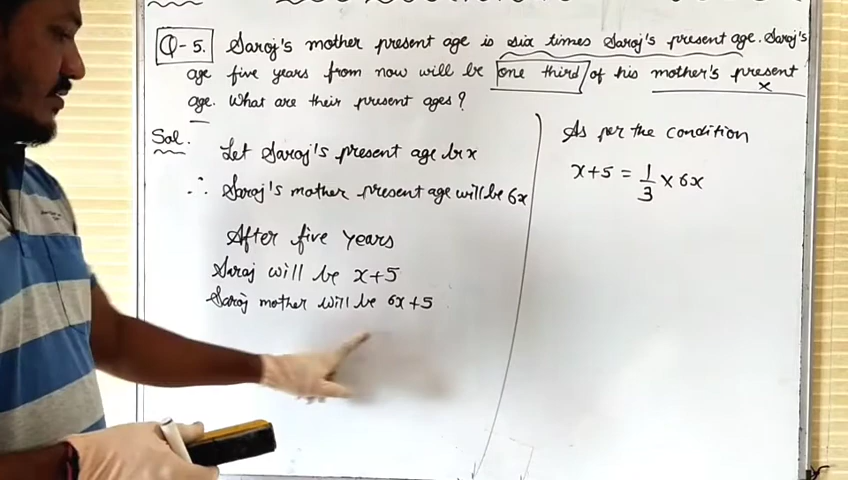 Q-5. Saroj's mother present age is six times Saroj's present age. Saroj's
age five years from now will be one third of his mother's present
age. What are their present ages?
Sol.
Let Saroj's present age be x
∴ Saroj's mother present age will be 6x
After five years
Saroj will be x+5
Saroj mother will be 6x+5
As per the condition
x+5 = 1/3 × 6x